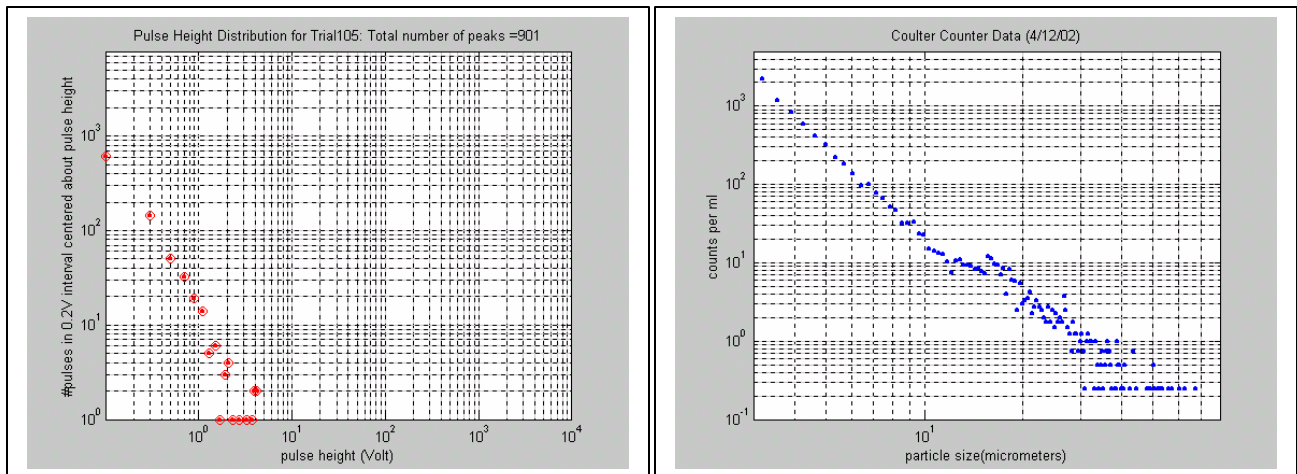 Pulse Height Distribution for Trial105: Total number of peaks =901
#pulses in 0.2V interval centered about pulse height
10^3
10^2
10^1
10^0
10^0 10^1 10^2 10^3 10^4
pulse height (Volt)
Coulter Counter Data (4/12/02)
counts per ml
10^3
10^2
10^1
10^0
10^-1
10^1
particle size(micrometers)